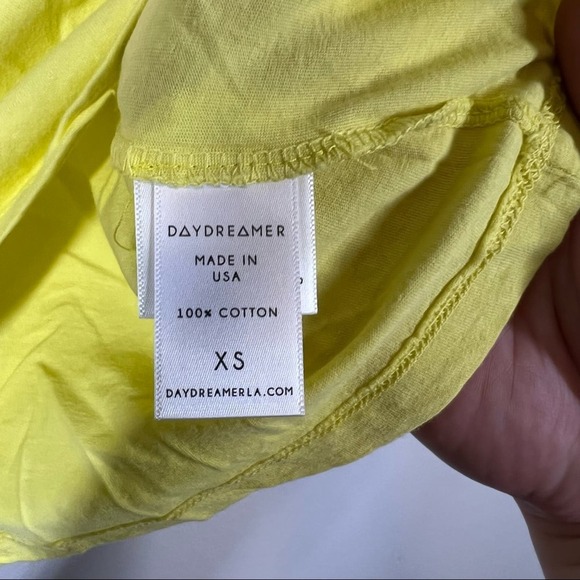 DAYDREAMER
MADE IN
USA
100% COTTON
XS
DAYDREAMERLA.COM